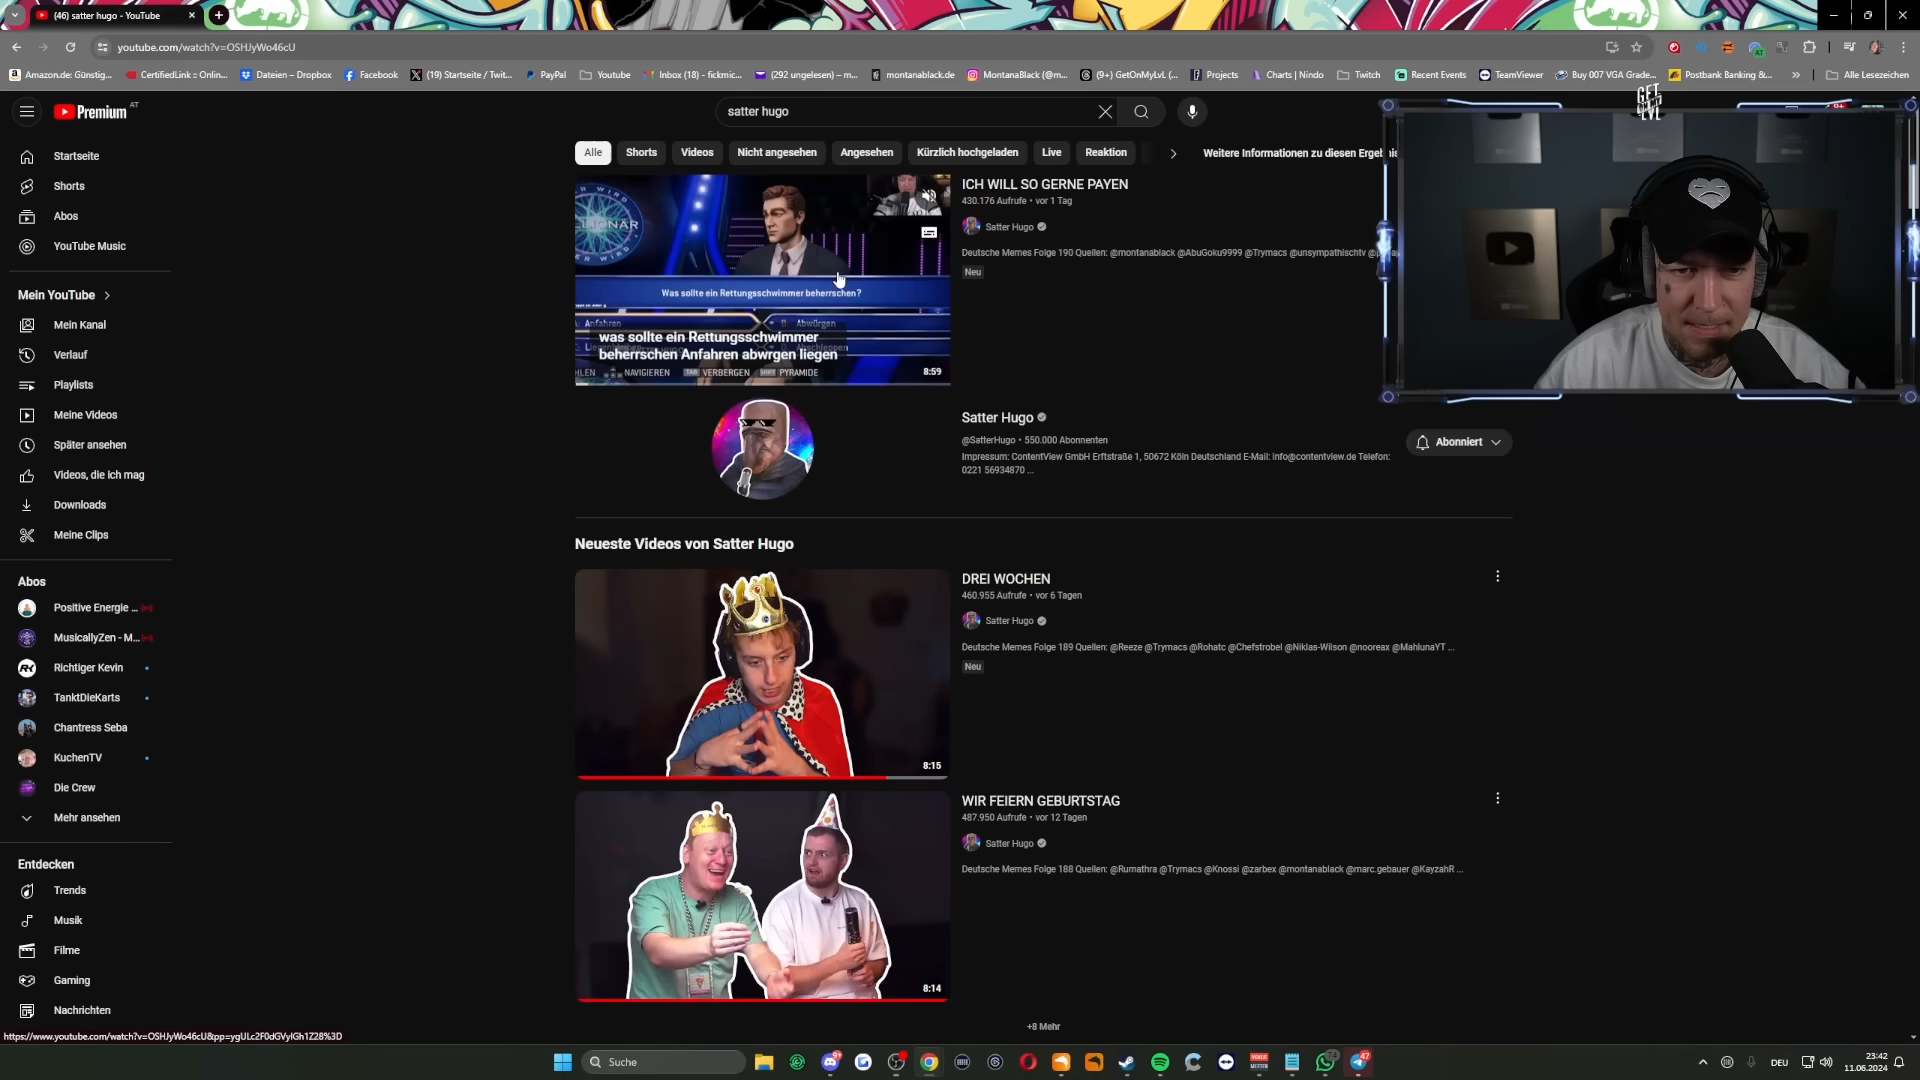 (46) satter hugo - YouTube
youtube.com/watch?v=OSHJyWo46cU
Amazon.de: Günstig...
CertifiedLink :: Onlin...
Dateien – Dropbox
Facebook
(19) Startseite / Twit...
PayPal
Youtube
Inbox (18) - fickmic...
(292 ungelesen) – m...
montanablack.de
MontanaBlack (@m...
(9+) GetOnMyLvL (...
Projects
Charts | Nindo
Twitch
Recent Events
TeamViewer
Buy 007 VGA Grade...
Postbank Banking &...
»
Alle Lesezeichen
Premium AT
satter hugo
GET
LVL
Startseite
Shorts
Abos
YouTube Music
Mein YouTube
Mein Kanal
Verlauf
Playlists
Meine Videos
Später ansehen
Videos, die ich mag
Downloads
Meine Clips
Abos
Positive Energie ...
MusicallyZen - M...
Richtiger Kevin
TanktDieKarts
Chantress Seba
KuchenTV
Die Crew
Mehr ansehen
Entdecken
Trends
Musik
Filme
Gaming
Nachrichten
Alle
Shorts
Videos
Nicht angesehen
Angesehen
Kürzlich hochgeladen
Live
Reaktion
Weitere Informationen zu diesen Ergebnis
Was sollte ein Rettungsschwimmer beherrschen?
Anfahren
Abwürgen
was sollte ein Rettungsschwimmer
beherrschen Anfahren abwrgen liegen
HLEN NAVIGIEREN TAB VERBERGEN SHIFT PYRAMIDE
8:59
ICH WILL SO GERNE PAYEN
430.176 Aufrufe • vor 1 Tag
Satter Hugo
Deutsche Memes Folge 190 Quellen: @montanablack @AbuGoku9999 @Trymacs @unsympathischtv
Neu
Satter Hugo
@SatterHugo • 550.000 Abonnenten
Impressum: ContentView GmbH Erftstraße 1, 50672 Köln Deutschland E-Mail: info@contentview.de Telefon:
0221 56934870 ...
Abonniert
Neueste Videos von Satter Hugo
8:15
DREI WOCHEN
460.955 Aufrufe • vor 6 Tagen
Satter Hugo
Deutsche Memes Folge 189 Quellen: @Reeze @Trymacs @Rohatc @Chefstrobel @Niklas-Wilson @nooreax @MahlunaYT ...
Neu
8:14
WIR FEIERN GEBURTSTAG
487.950 Aufrufe • vor 12 Tagen
Satter Hugo
Deutsche Memes Folge 188 Quellen: @Rumathra @Trymacs @Knossi @zarbex @montanablack @marc.gebauer @KayzahR ...
+8 Mehr
https://www.youtube.com/watch?v=OSHJyWo46cU&pp=ygULc2F0dGVyIGh1Z28%3D
Suche
DEU
23:42
11.06.2024